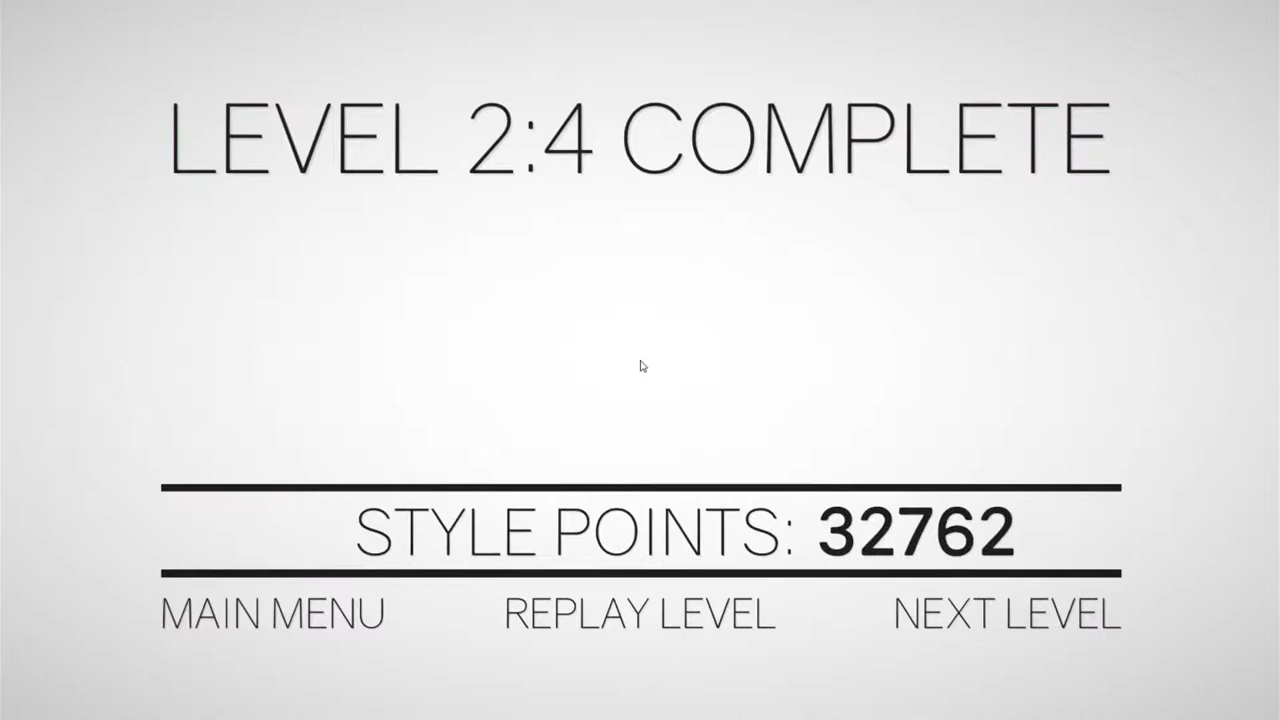 LEVEL 2:4 COMPLETE
STYLE POINTS: 32762
MAIN MENU REPLAY LEVEL NEXT LEVEL